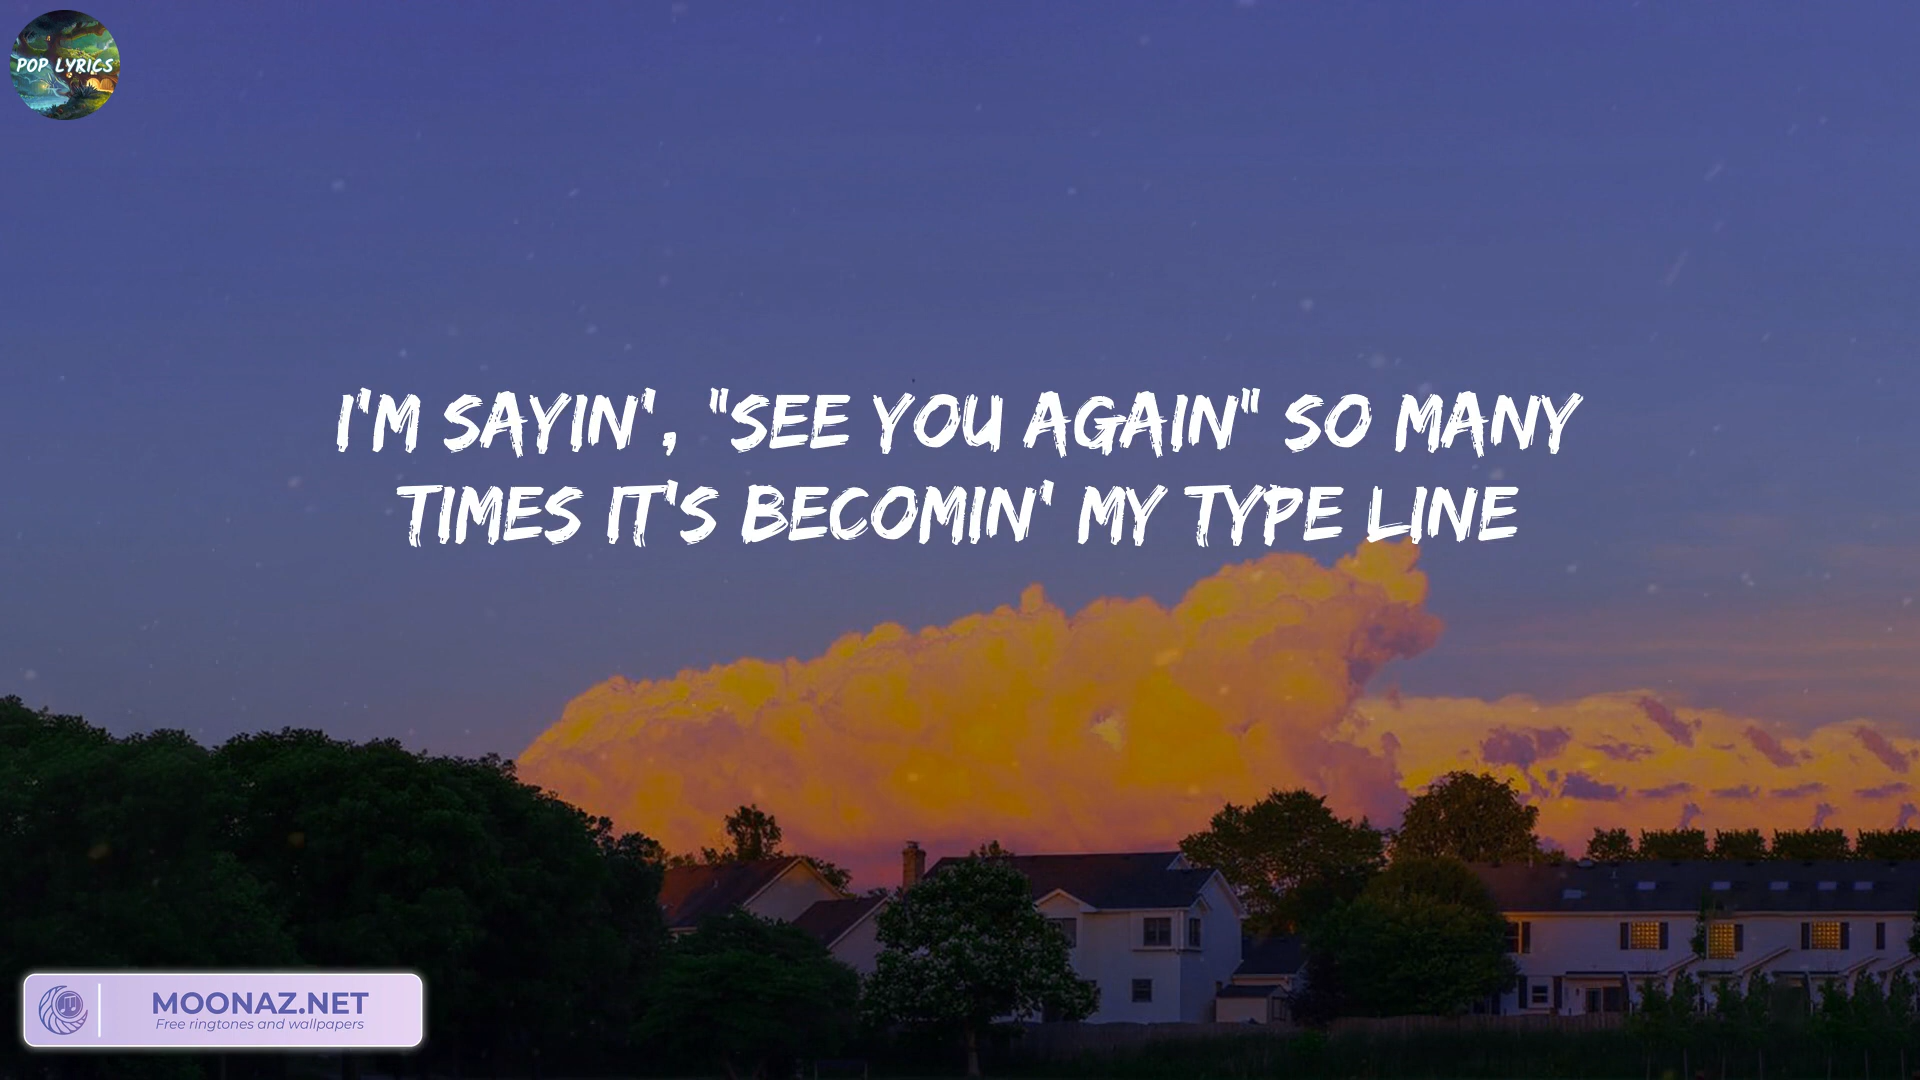 POP LYRICS
I'M SAYIN', "SEE YOU AGAIN" SO MANY
TIMES IT'S BECOMIN' MY TYPE LINE
MOONAZ.NET
Free ringtones and wallpapers